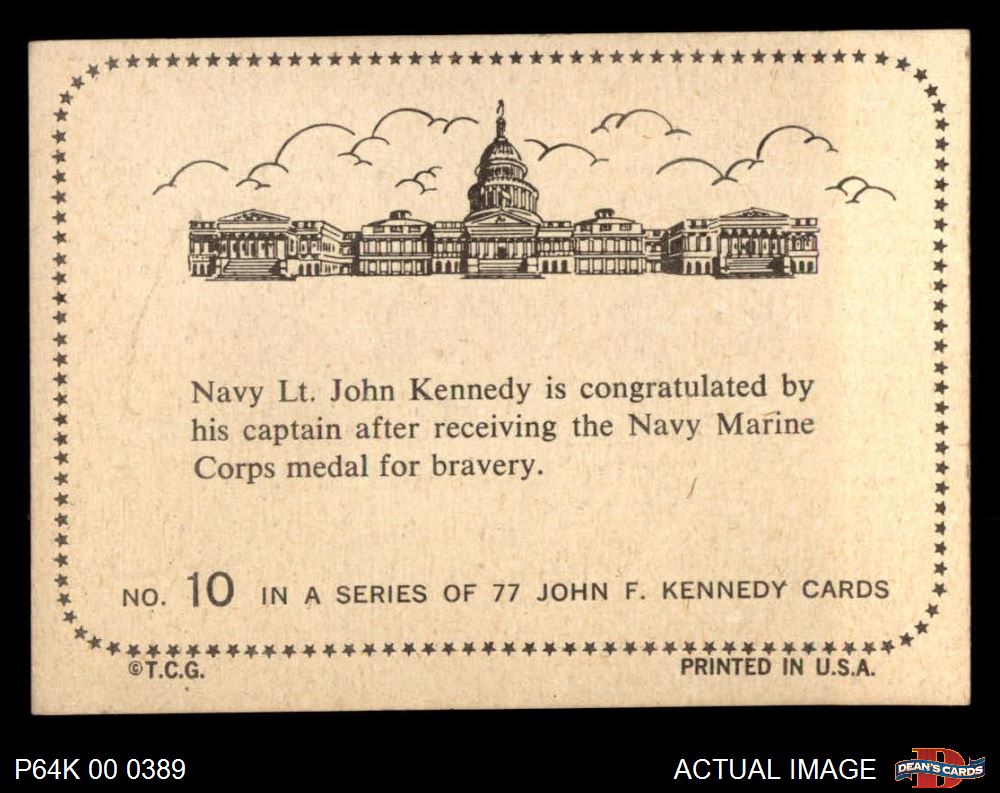 Navy Lt. John Kennedy is congratulated by
his captain after receiving the Navy Marine
Corps medal for bravery.
NO. 10 IN A SERIES OF 77 JOHN F. KENNEDY CARDS
©T.C.G. PRINTED IN U.S.A.
P64K 00 0389 ACTUAL IMAGE DEAN'S CARDS